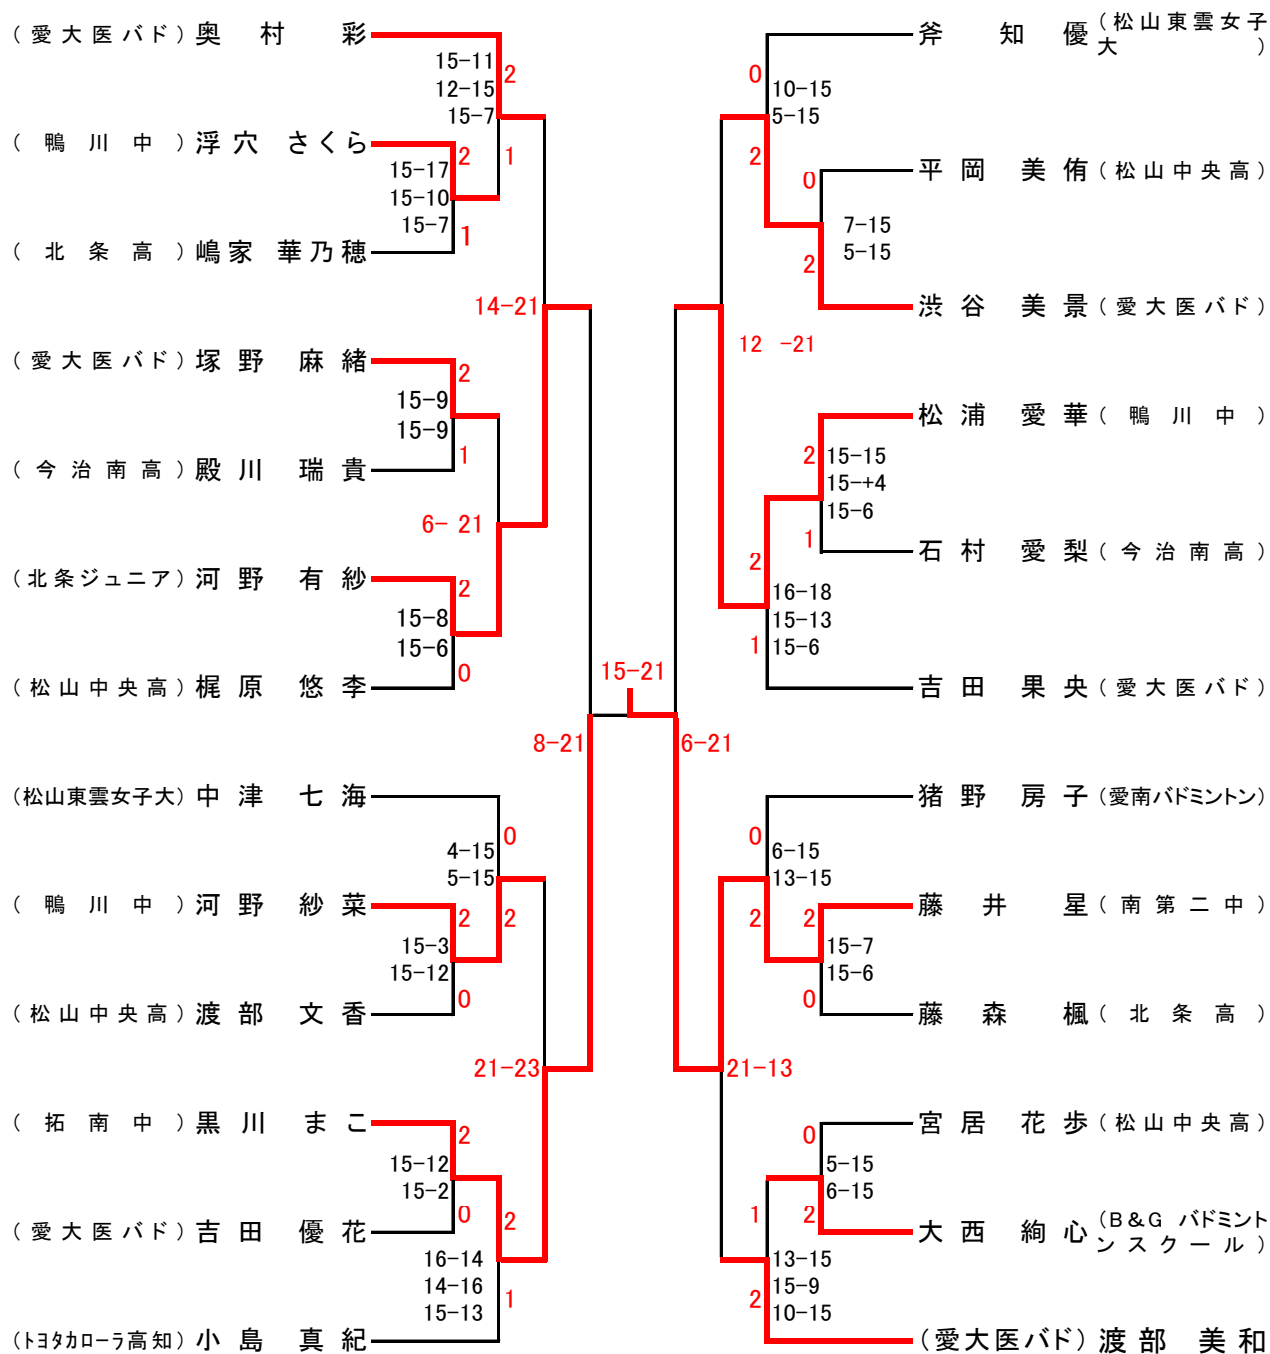 (愛大医バド) 奥村 彩
15-11
12-15
15-7
2
(鴨川中) 浮穴 さくら
15-17
15-10
15-7
2
1
1
(北条高) 嶋家 華乃穂
14-21
(愛大医バド) 塚野 麻緒
15-9
15-9
2
1
(今治南高) 殿川 瑞貴
6- 21
(北条ジュニア) 河野 有紗
15-8
15-6
2
0
(松山中央高) 梶原 悠李
8-21
(松山東雲女子大) 中津 七海
4-15
5-15
0
(鴨川中) 河野 紗菜
15-3
15-12
2
2
0
(松山中央高) 渡部 文香
21-23
(拓南中) 黒川 まこ
15-12
15-2
2
0
2
(愛大医バド) 吉田 優花
16-14
14-16
15-13
1
(トヨタカローラ高知) 小島 真紀
15-21
斧 知優 (松山東雲女子
大)
0
10-15
5-15
2
平岡 美侑 (松山中央高)
0
7-15
5-15
2
渋谷 美景 (愛大医バド)
12 -21
松浦 愛華 (鴨川中)
2
15-15
15-+4
15-6
1
石村 愛梨 (今治南高)
2
16-18
15-13
15-6
1
吉田 果央 (愛大医バド)
6-21
猪野 房子 (愛南バドミントン)
0
6-15
13-15
2
2
藤井 星 (南第二中)
15-7
15-6
0
藤森 楓 (北条高)
21-13
宮居 花歩 (松山中央高)
0
5-15
6-15
1
2
大西 絢心 (B&G バドミント
ンスクール)
13-15
15-9
10-15
2
(愛大医バド) 渡部 美和